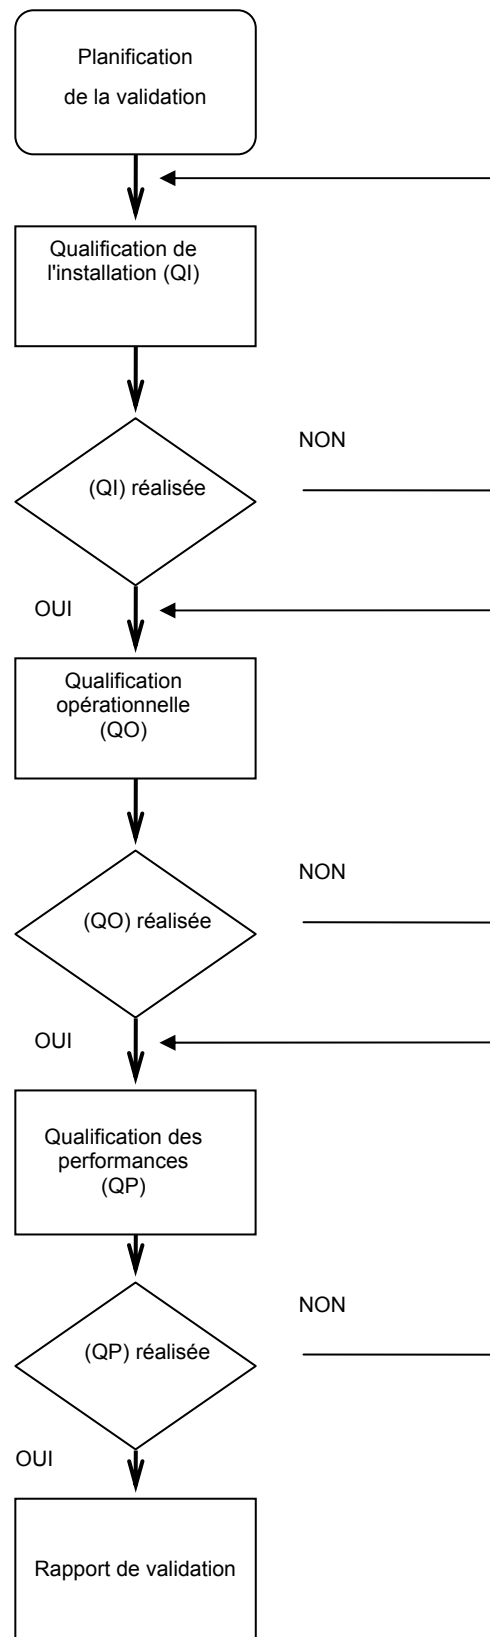 Planification
de la validation
Qualification de
l'installation (QI)
NON
(QI) réalisée
OUI
Qualification
opérationnelle
(QO)
NON
(QO) réalisée
OUI
Qualification des
performances
(QP)
NON
(QP) réalisée
OUI
Rapport de validation